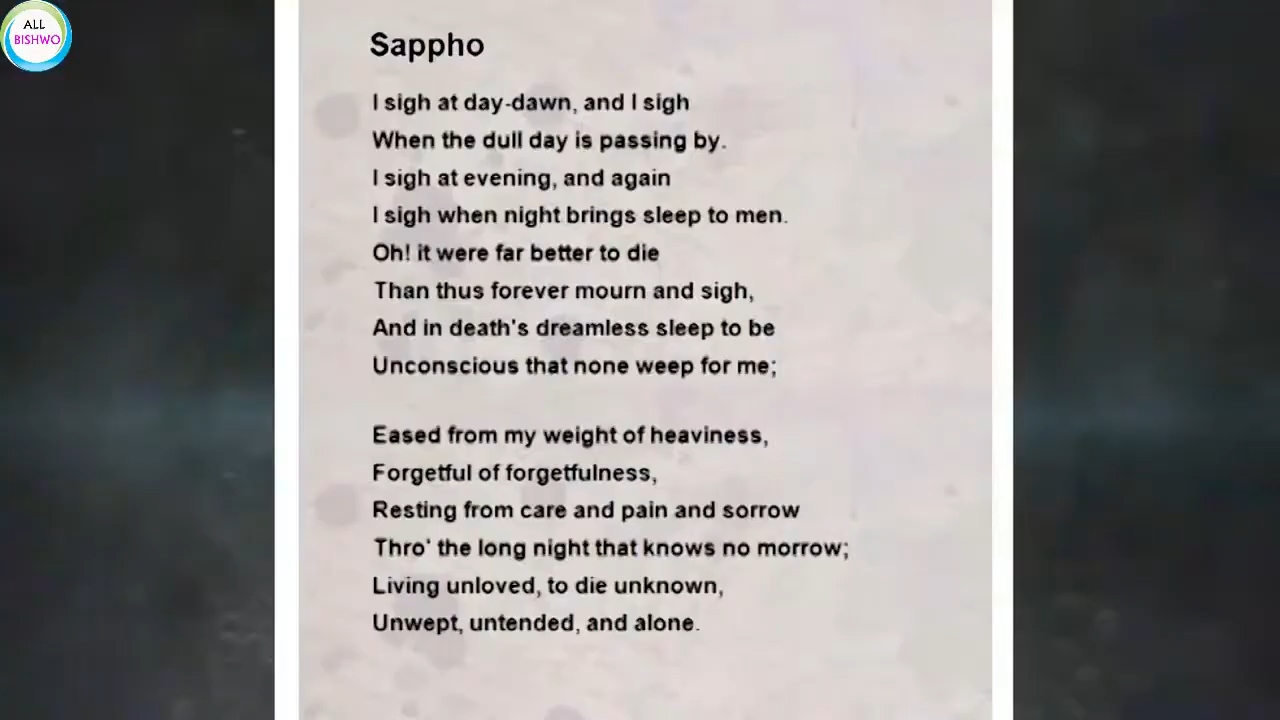 ALL
BISHWO
Sappho
I sigh at day-dawn, and I sigh
When the dull day is passing by.
I sigh at evening, and again
I sigh when night brings sleep to men.
Oh! it were far better to die
Than thus forever mourn and sigh,
And in death's dreamless sleep to be
Unconscious that none weep for me;
Eased from my weight of heaviness,
Forgetful of forgetfulness,
Resting from care and pain and sorrow
Thro' the long night that knows no morrow;
Living unloved, to die unknown,
Unwept, untended, and alone.